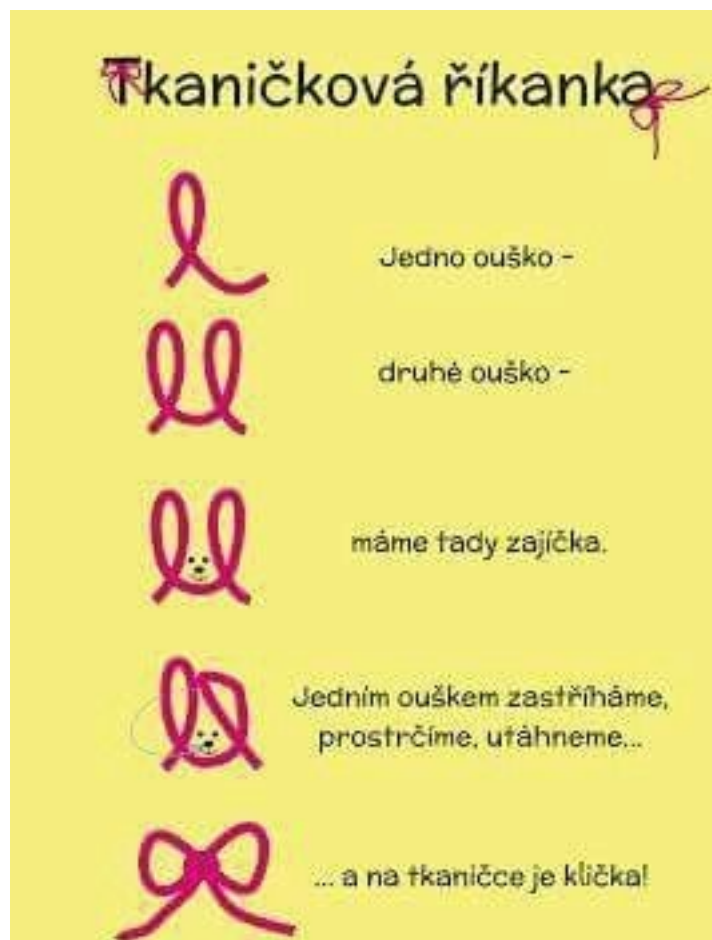 Tkaničková říkanka
Jedno ouško -
druhé ouško -
máme tady zajíčka.
Jedním ouškem zastříháme,
prostrčíme, utáhneme...
... a na tkaničce je klička!